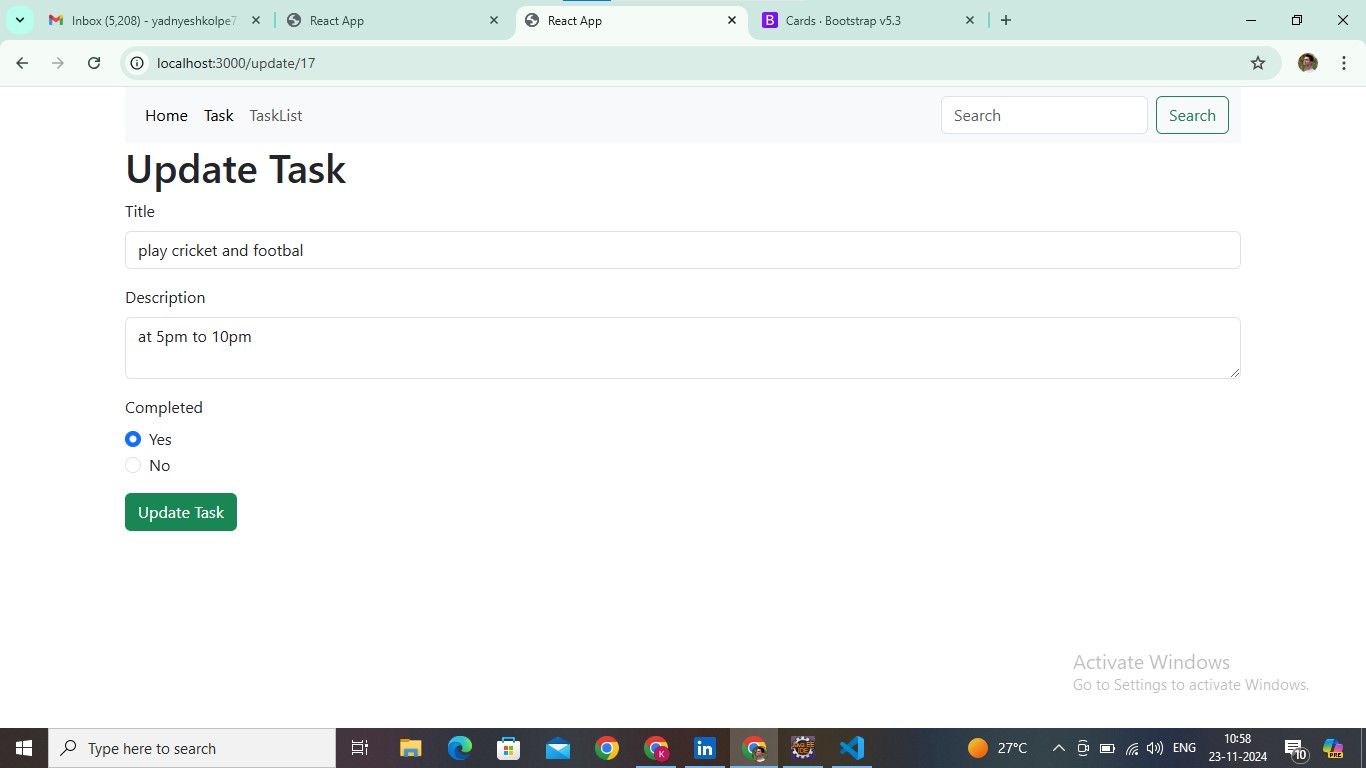 Inbox (5,208) - yadnyeshkolpe7
React App
React App
Cards · Bootstrap v5.3
localhost:3000/update/17
Home Task TaskList Search Search
Update Task
Title
play cricket and footbal
Description
at 5pm to 10pm
Completed
Yes
No
Update Task
Activate Windows
Go to Settings to activate Windows.
Type here to search
27°C
ENG
10:58
23-11-2024
10
PRE